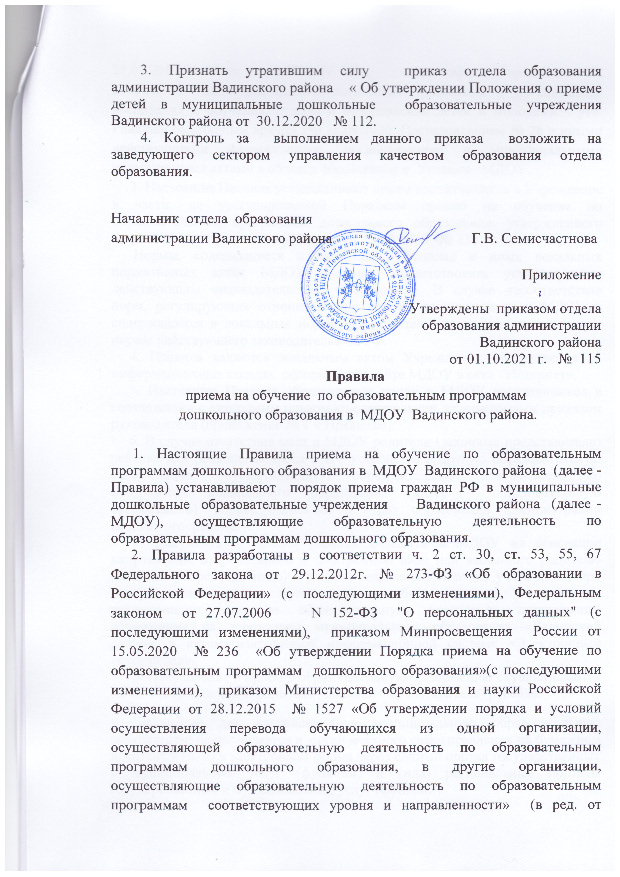 3. Признать утратившим силу приказ отдела образования
администрации Вадинского района « Об утверждении Положения о приеме
детей в муниципальные дошкольные образовательные учреждения
Вадинского района от 30.12.2020 № 112.
4. Контроль за выполнением данного приказа возложить на
заведующего сектором управления качеством образования отдела
образования.
Начальник отдела образования
администрации Вадинского района Г.В. Семисчастнова
Приложение
Утверждены приказом отдела
образования администрации
Вадинского района
от 01.10.2021 г. № 115
Правила
приема на обучение по образовательным программам
дошкольного образования в МДОУ Вадинского района.
1. Настоящие Правила приема на обучение по образовательным
программам дошкольного образования в МДОУ Вадинского района (далее -
Правила) устанавливают порядок приема граждан РФ в муниципальные
дошкольные образовательные учреждения Вадинского района (далее -
МДОУ), осуществляющие образовательную деятельность по
образовательным программам дошкольного образования.
2. Правила разработаны в соответствии ч. 2 ст. 30, ст. 53, 55, 67
Федерального закона от 29.12.2012г. № 273-ФЗ «Об образовании в
Российской Федерации» (с последующими изменениями), Федеральным
законом от 27.07.2006 N 152-ФЗ "О персональных данных" (с
последующими изменениями), приказом Минпросвещения России от
15.05.2020 № 236 «Об утверждении Порядка приема на обучение по
образовательным программам дошкольного образования»(с последующими
изменениями), приказом Министерства образования и науки Российской
Федерации от 28.12.2015 № 1527 «Об утверждении порядка и условий
осуществления перевода обучающихся из одной организации,
осуществляющей образовательную деятельность по образовательным
программам дошкольного образования, в другие организации,
осуществляющие образовательную деятельность по образовательным
программам соответствующих уровня и направленности» (в ред. от